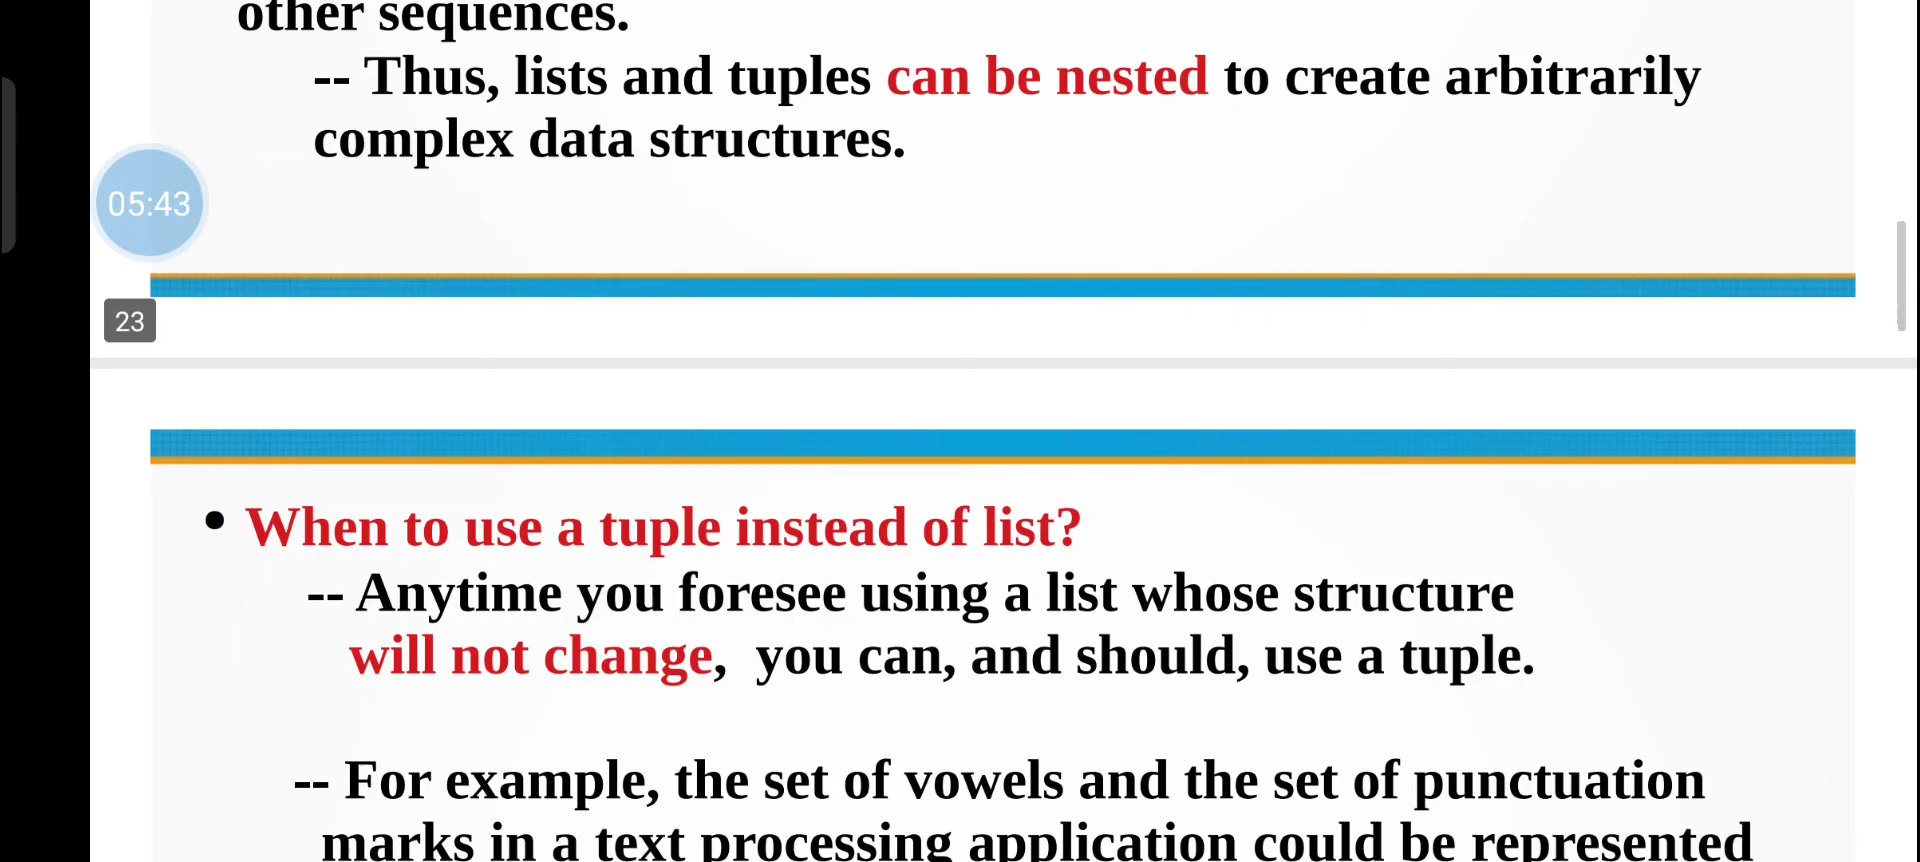 other sequences.
-- Thus, lists and tuples can be nested to create arbitrarily
complex data structures.
05:43
23
• When to use a tuple instead of list?
-- Anytime you foresee using a list whose structure
will not change, you can, and should, use a tuple.
-- For example, the set of vowels and the set of punctuation
marks in a text processing application could be represented